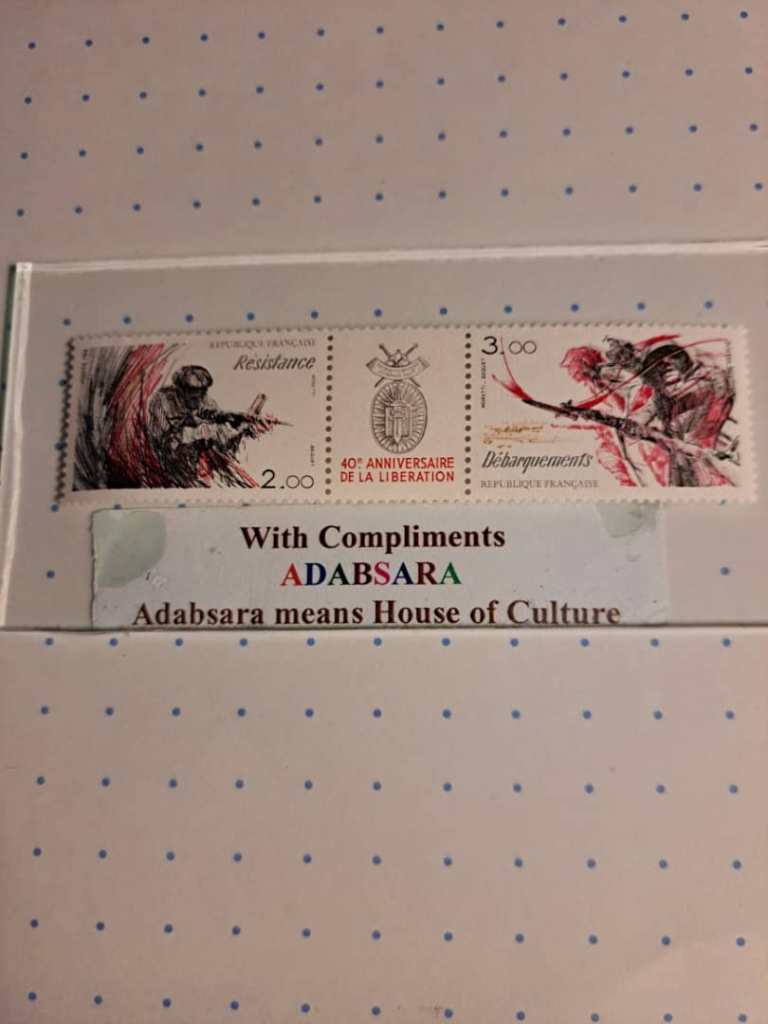 REPUBLIQUE FRANÇAISE
Résistance
2.00
40e ANNIVERSAIRE
DE LA LIBERATION
3.00
Débarquements
REPUBLIQUE FRANÇAISE
With Compliments
ADABSARA
Adabsara means House of Culture